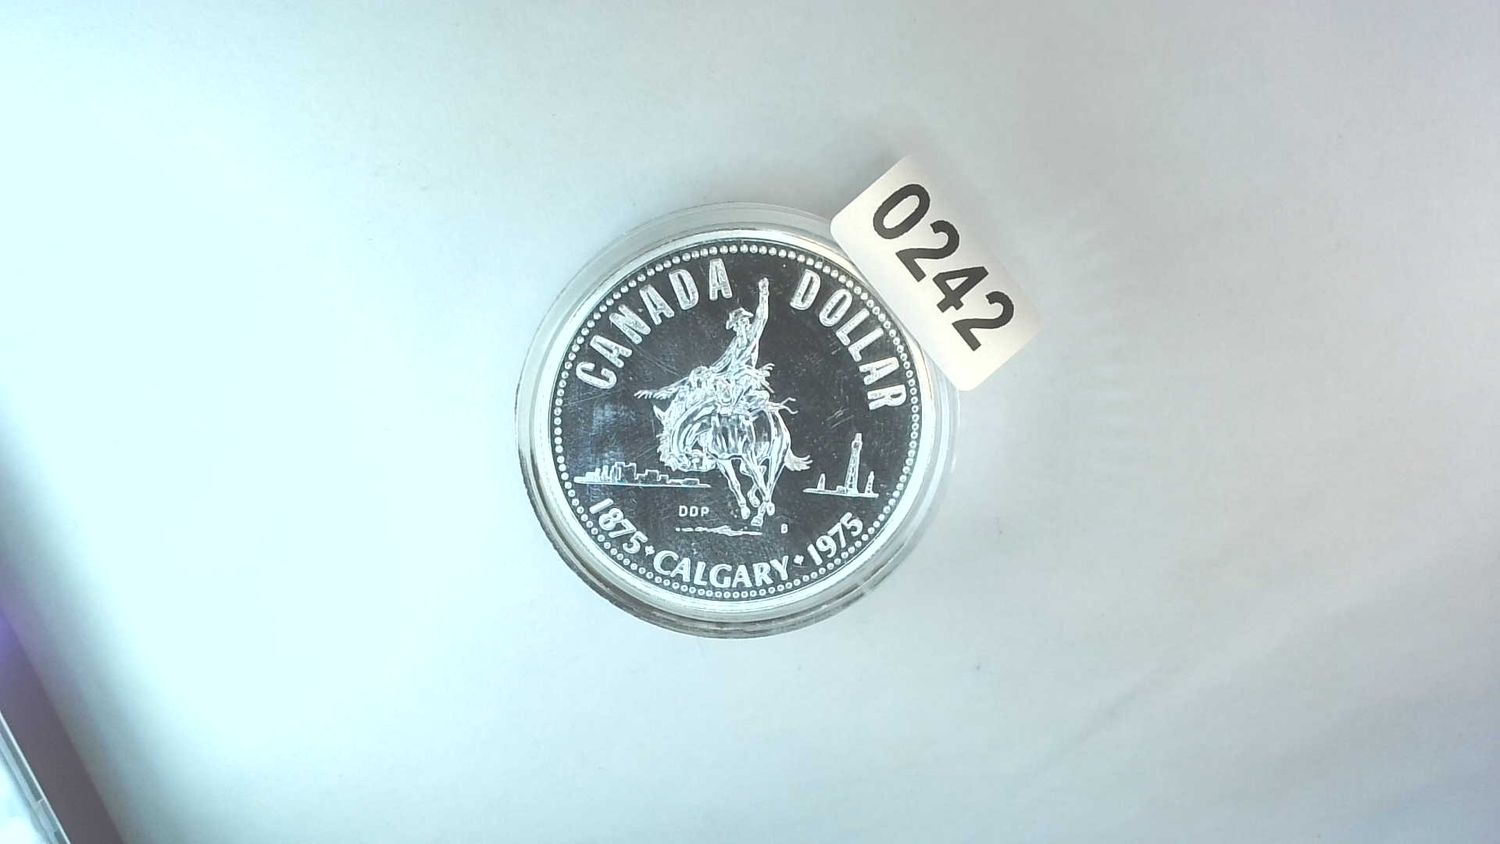 0242
CANADA DOLLAR
DDP
B
1875 • CALGARY • 1975